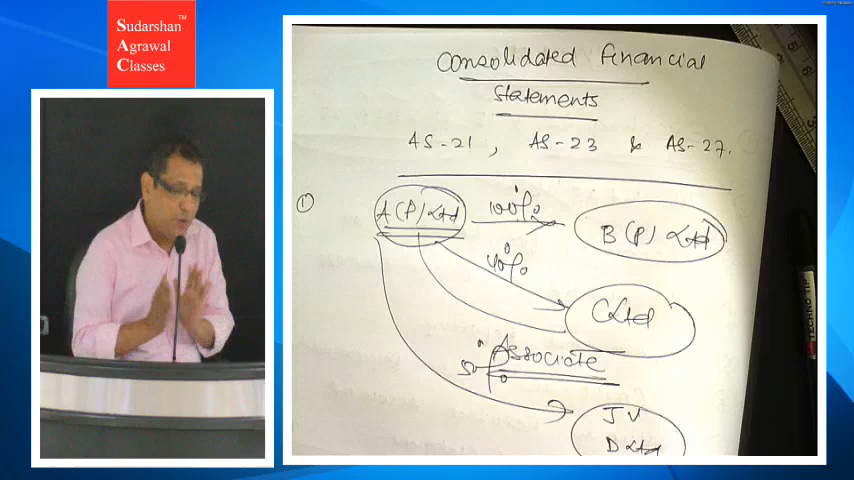 Sudarshan™
Agrawal
Classes
Consolidated Financial
Statements
AS-21, AS-23 & AS-27.
①
A(P) Ltd
100%
B(P) Ltd
40%
C Ltd
Associate
50%
JV
D Ltd